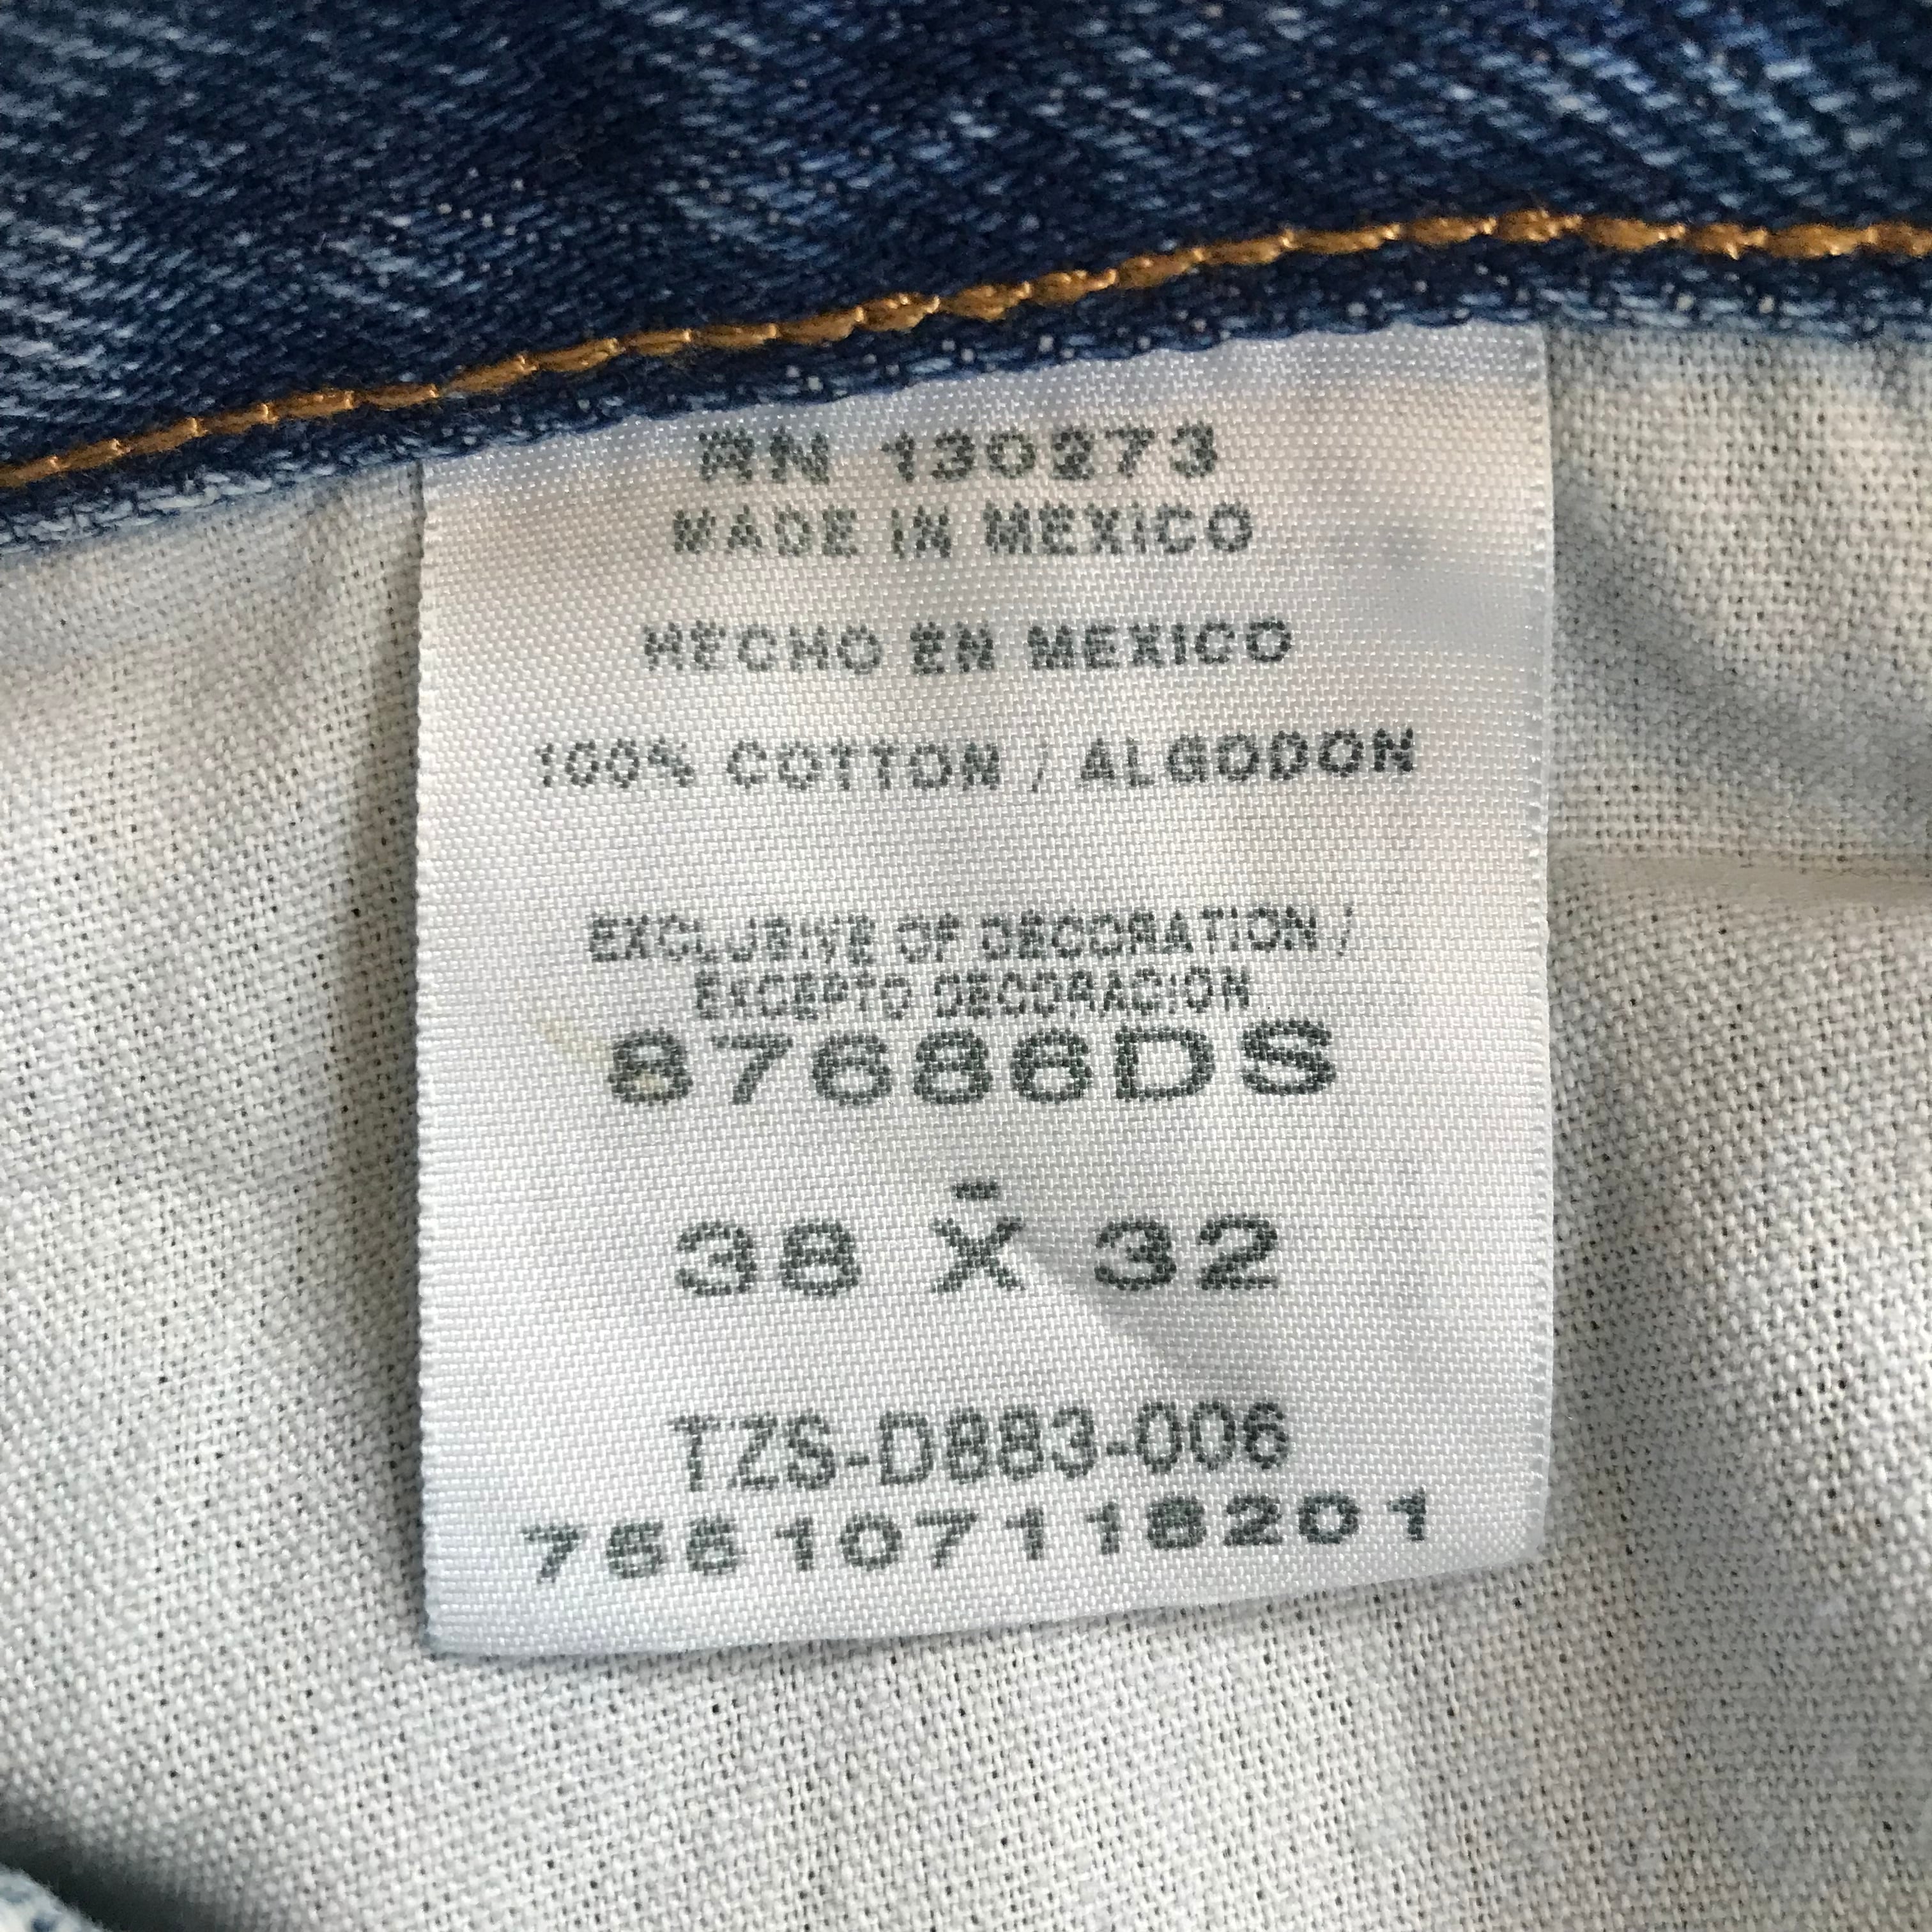 RN 130273
MADE IN MEXICO
HECHO EN MEXICO
100% COTTON / ALGODON
EXCLUSIVE OF DECORATION /
EXCEPTO DECORACION
87686DS
-
38 X 32
TZS-D883-006
7551071118201